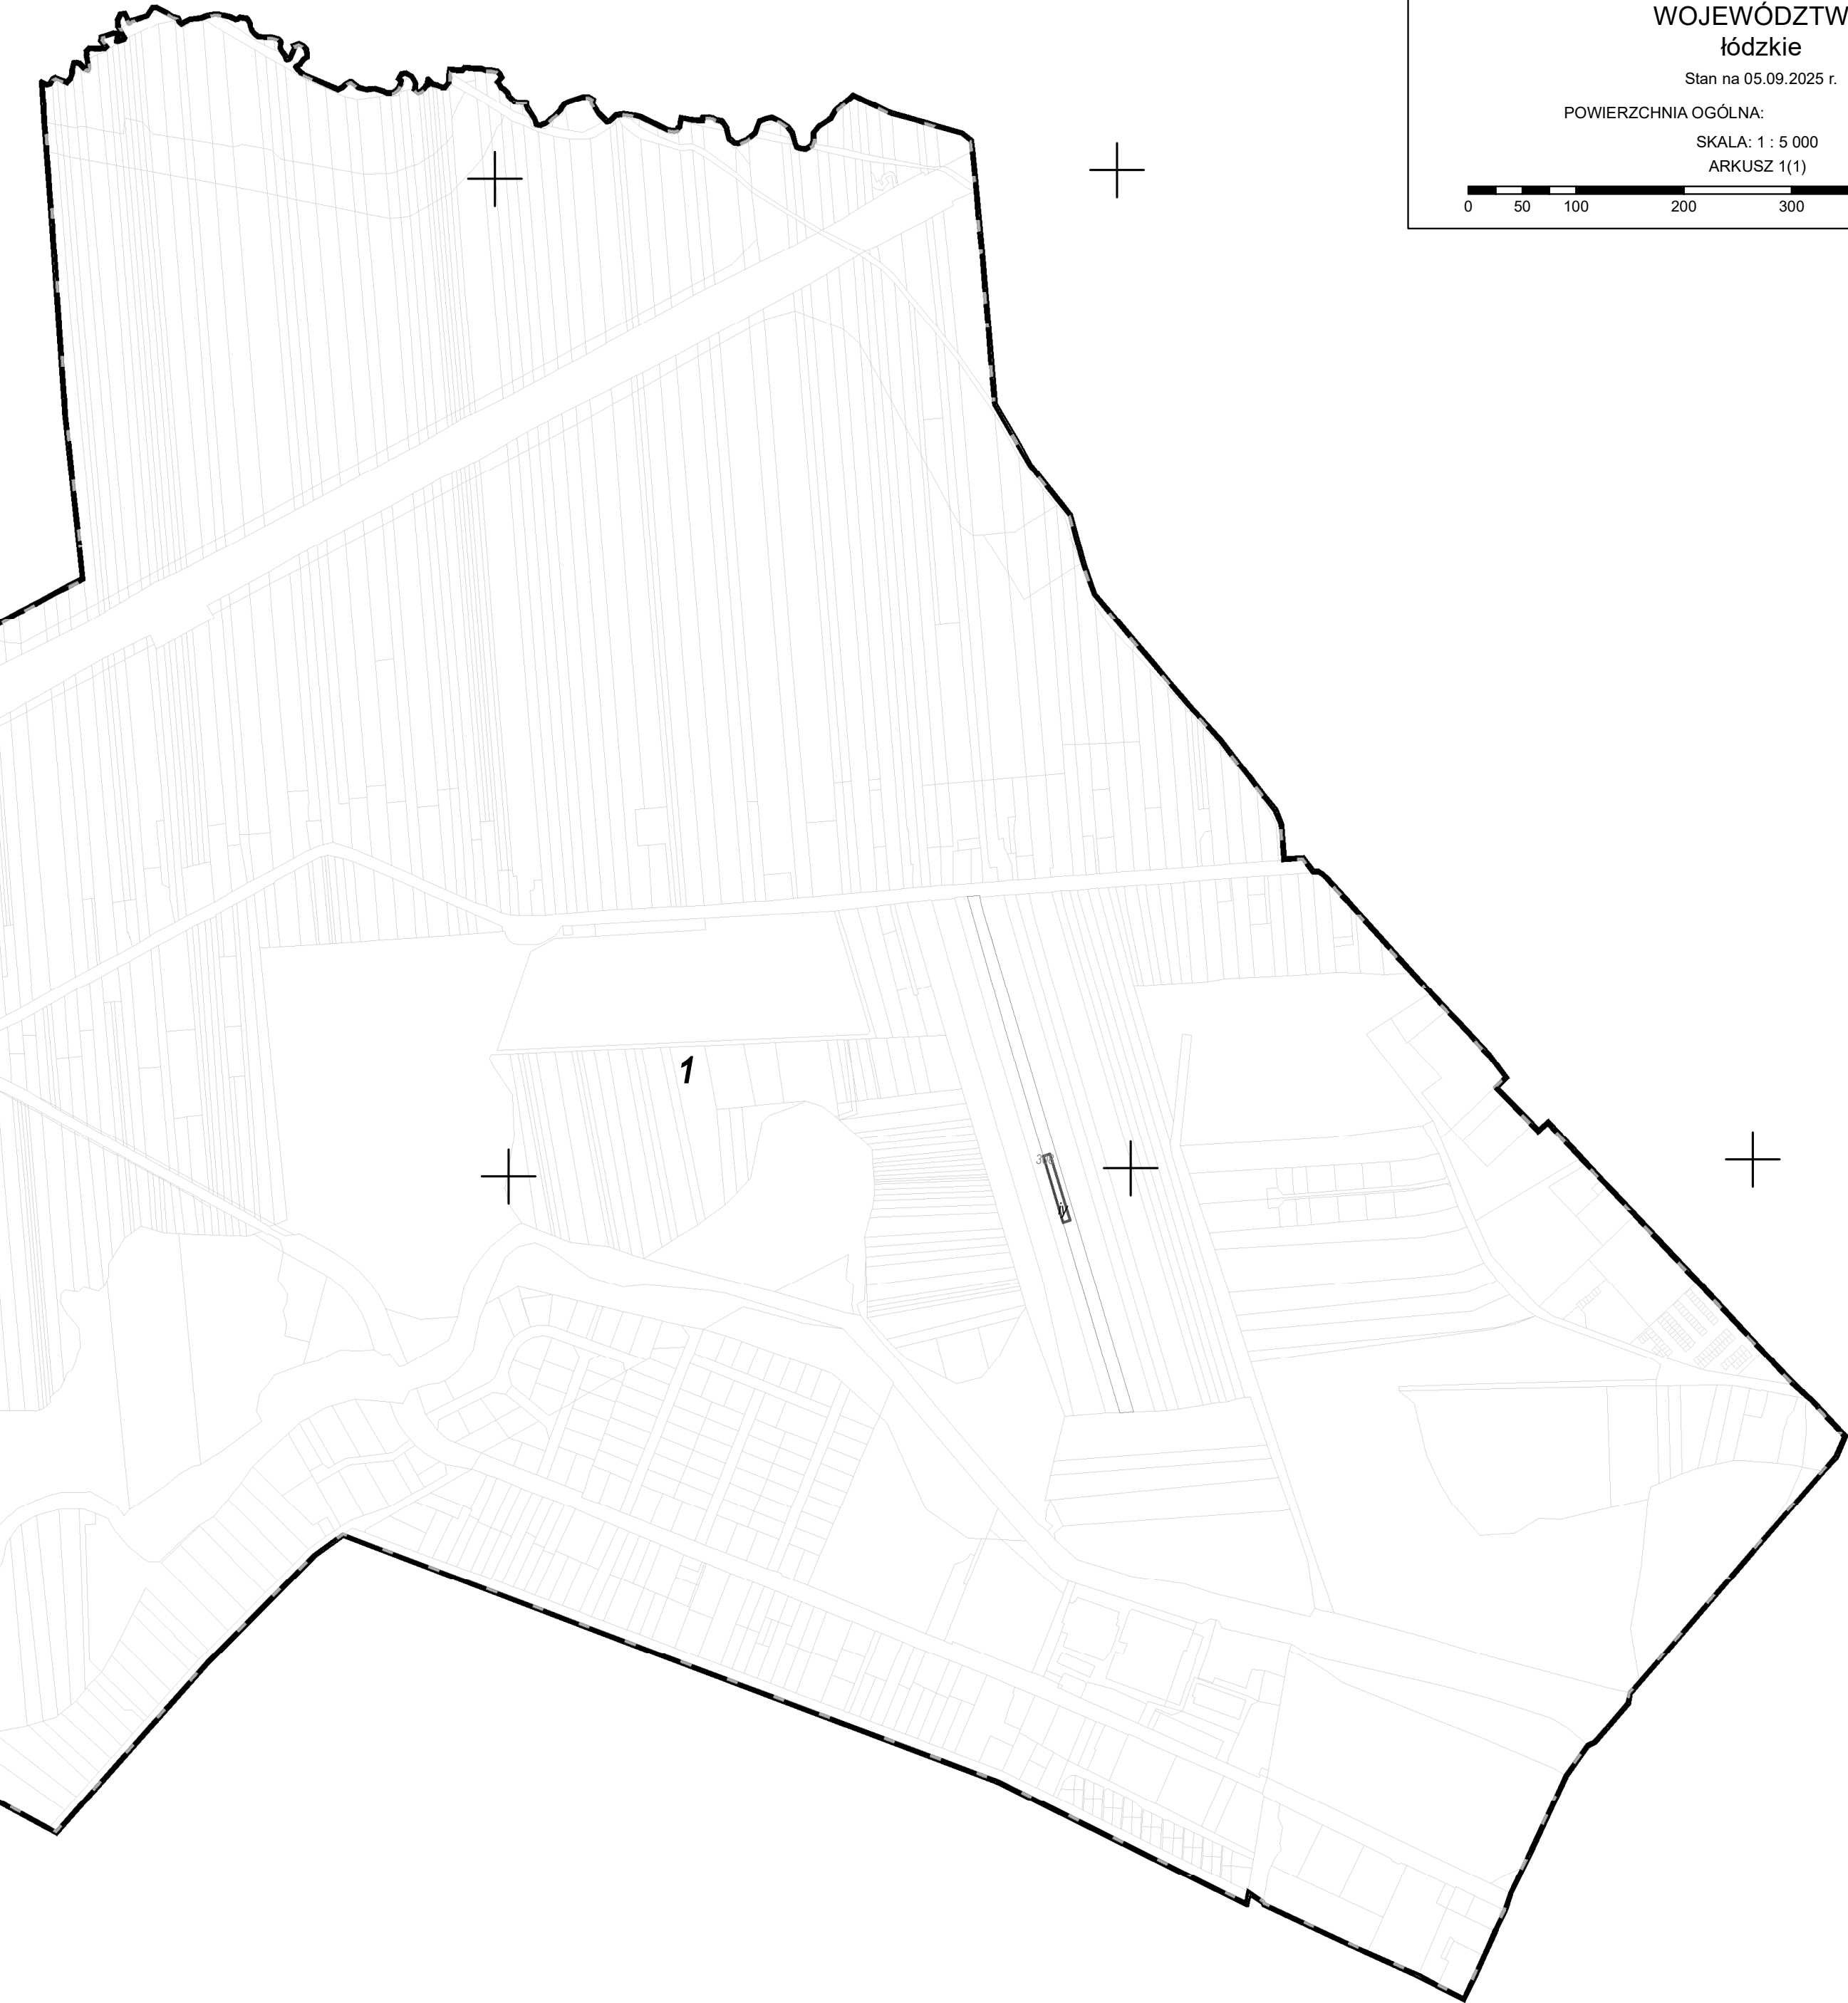 WOJEWÓDZTW
łódzkie
Stan na 05.09.2025 r.
POWIERZCHNIA OGÓLNA:
SKALA: 1 : 5 000
ARKUSZ 1(1)
0 50 100 200 300
1